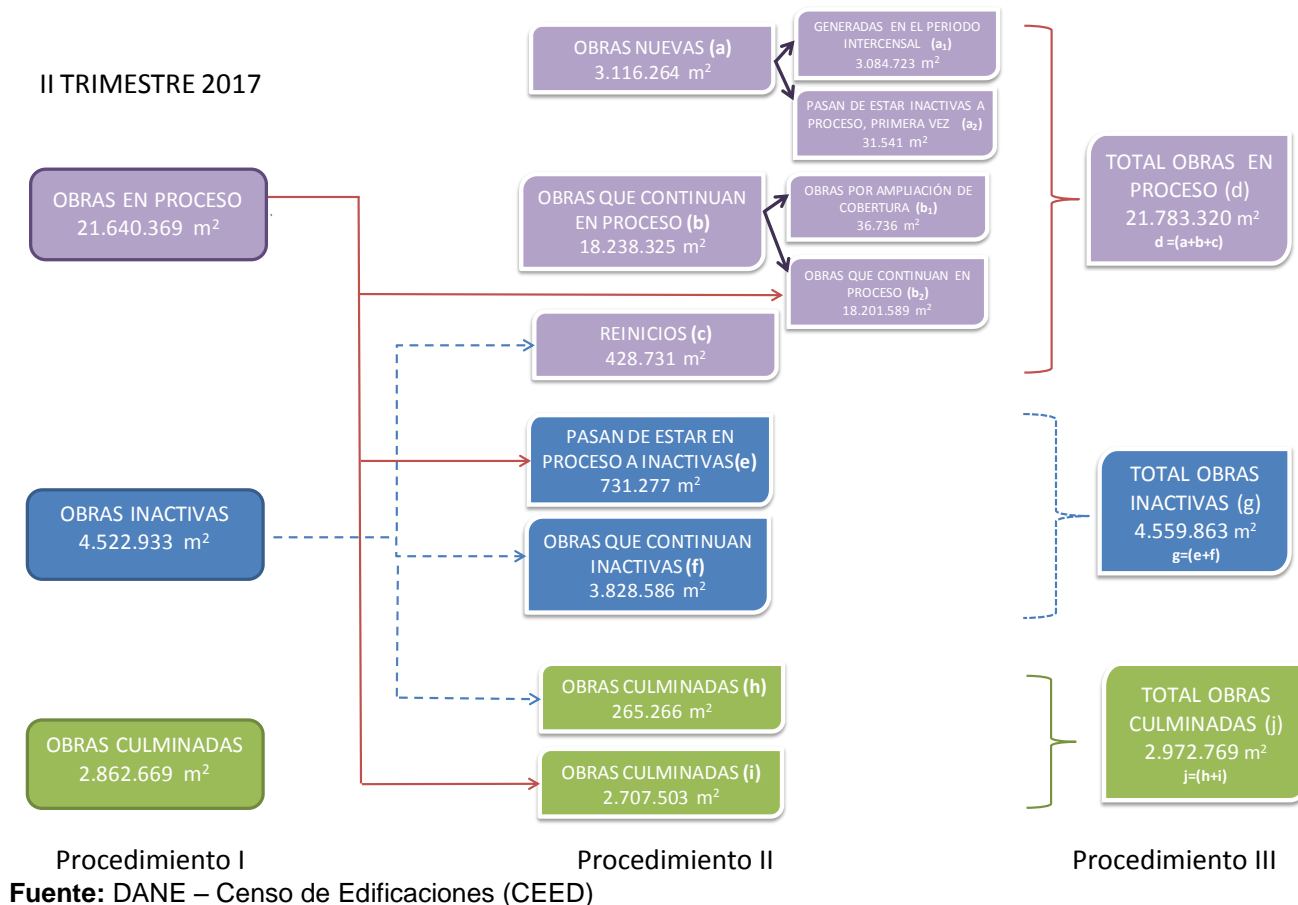 II TRIMESTRE 2017
OBRAS EN PROCESO
21.640.369 m²
OBRAS INACTIVAS
4.522.933 m²
OBRAS CULMINADAS
2.862.669 m²
Procedimiento I
OBRAS NUEVAS (a)
3.116.264 m²
GENERADAS EN EL PERIODO
INTERCENSAL (a₁)
3.084.723 m²
PASAN DE ESTAR INACTIVAS A
PROCESO, PRIMERA VEZ (a₂)
31.541 m²
OBRAS QUE CONTINUAN
EN PROCESO (b)
18.238.325 m²
OBRAS POR AMPLIACIÓN DE
COBERTURA (b₁)
36.736 m²
OBRAS QUE CONTINUAN EN
PROCESO (b₂)
18.201.589 m²
REINICIOS (c)
428.731 m²
PASAN DE ESTAR EN
PROCESO A INACTIVAS(e)
731.277 m²
OBRAS QUE CONTINUAN
INACTIVAS (f)
3.828.586 m²
OBRAS CULMINADAS (h)
265.266 m²
OBRAS CULMINADAS (i)
2.707.503 m²
Procedimiento II
TOTAL OBRAS EN
PROCESO (d)
21.783.320 m²
d =(a+b+c)
TOTAL OBRAS
INACTIVAS (g)
4.559.863 m²
g=(e+f)
TOTAL OBRAS
CULMINADAS (j)
2.972.769 m²
j=(h+i)
Procedimiento III
Fuente: DANE – Censo de Edificaciones (CEED)